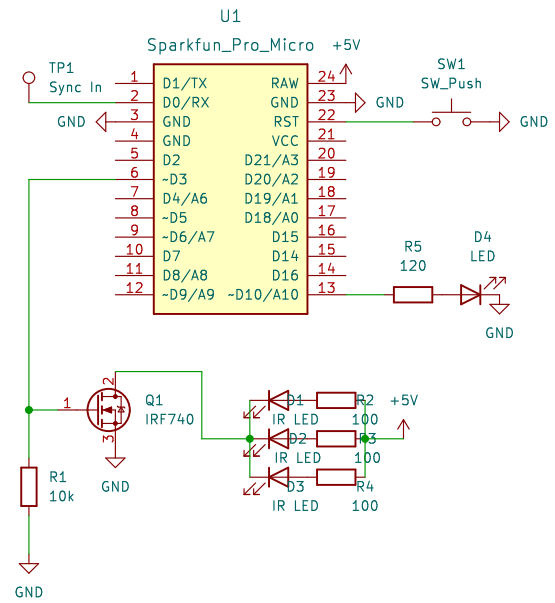 U1
Sparkfun_Pro_Micro
+5V
TP1
Sync In
SW1
SW_Push
1 D1/TX RAW 24
2 D0/RX GND 23 GND
GND 3 GND RST 22 GND
4 GND VCC 21
5 D2 D21/A3 20
6 ~D3 D20/A2 19
7 D4/A6 D19/A1 18
8 ~D5 D18/A0 17
9 ~D6/A7 D15 16
10 D7 D14 15
11 D8/A8 D16 14
12 ~D9/A9 ~D10/A10 13
R5
120
D4
LED
GND
2
1
3
Q1
IRF740
GND
D1 R2
IR LED 100
D2 R3
IR LED 100
D3 R4
IR LED 100
+5V
R1
10k
GND